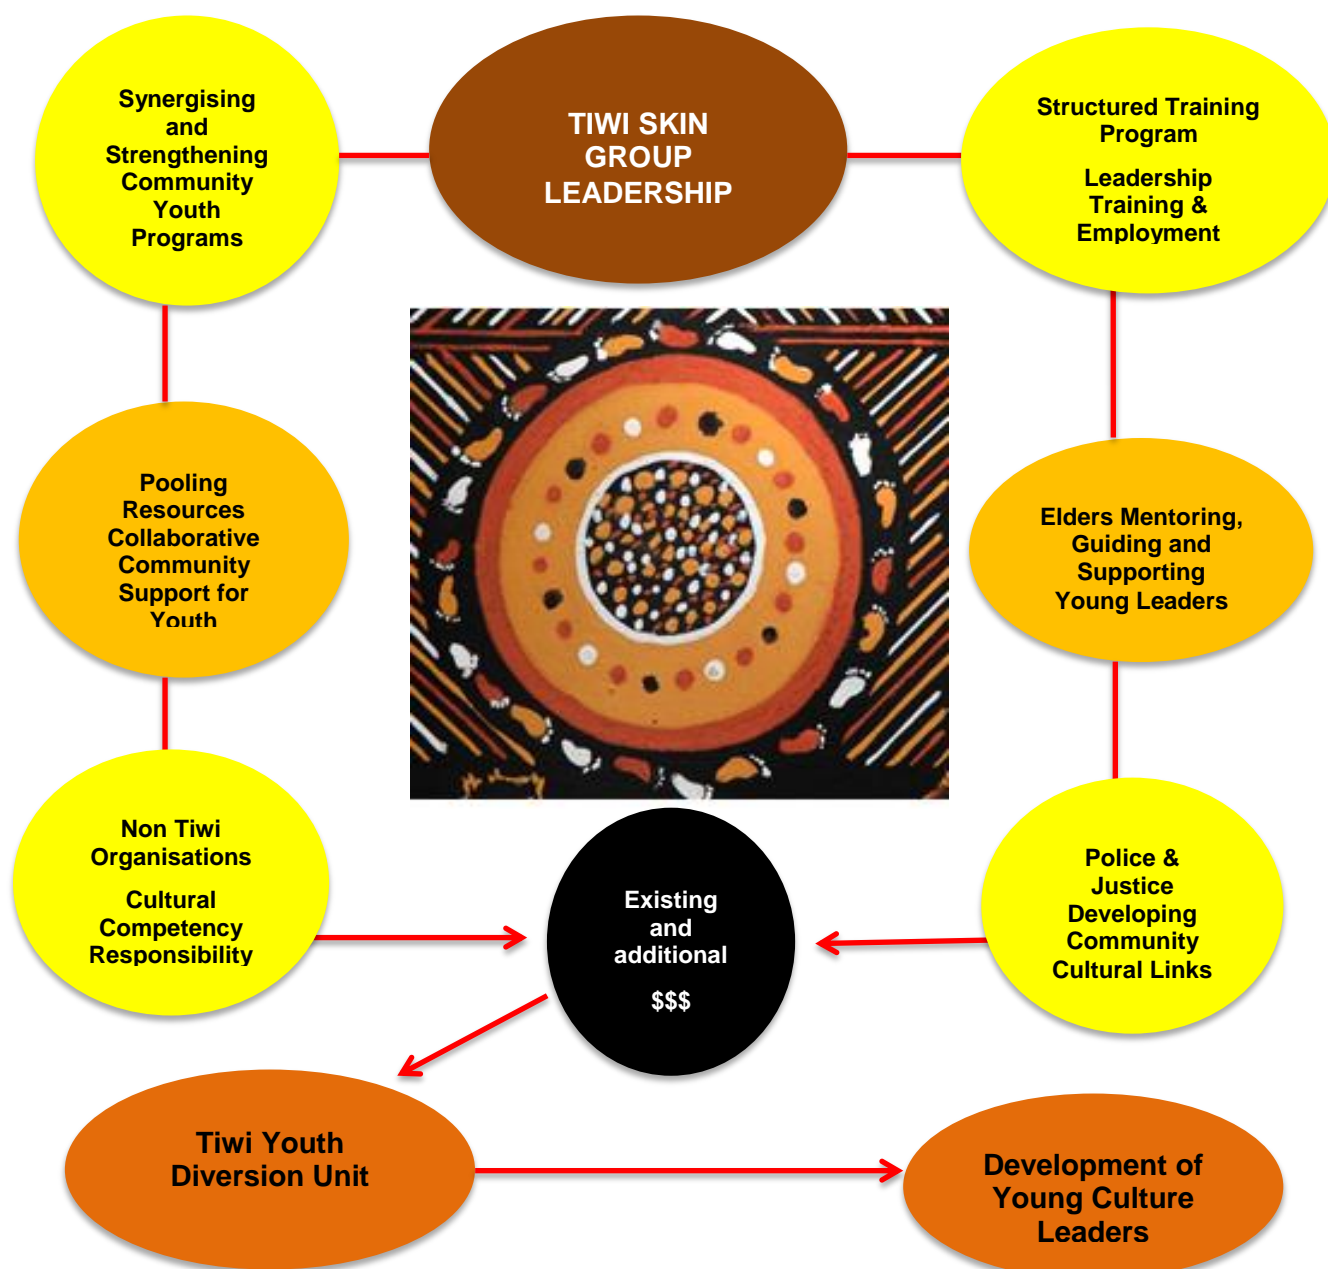 Synergising
and
Strengthening
Community
Youth
Programs
TIWI SKIN
GROUP
LEADERSHIP
Structured Training
Program
Leadership
Training &
Employment
Pooling
Resources
Collaborative
Community
Support for
Youth
Elders Mentoring,
Guiding and
Supporting
Young Leaders
Non Tiwi
Organisations
Cultural
Competency
Responsibility
Existing
and
additional
$$$
Police &
Justice
Developing
Community
Cultural Links
Tiwi Youth
Diversion Unit
Development of
Young Culture
Leaders